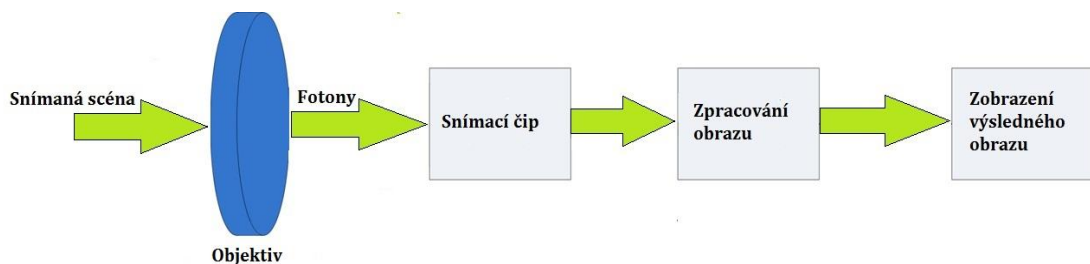 Snímaná scéna
Objektiv
Fotony
Snímací čip
Zpracování
obrazu
Zobrazení
výsledného
obrazu